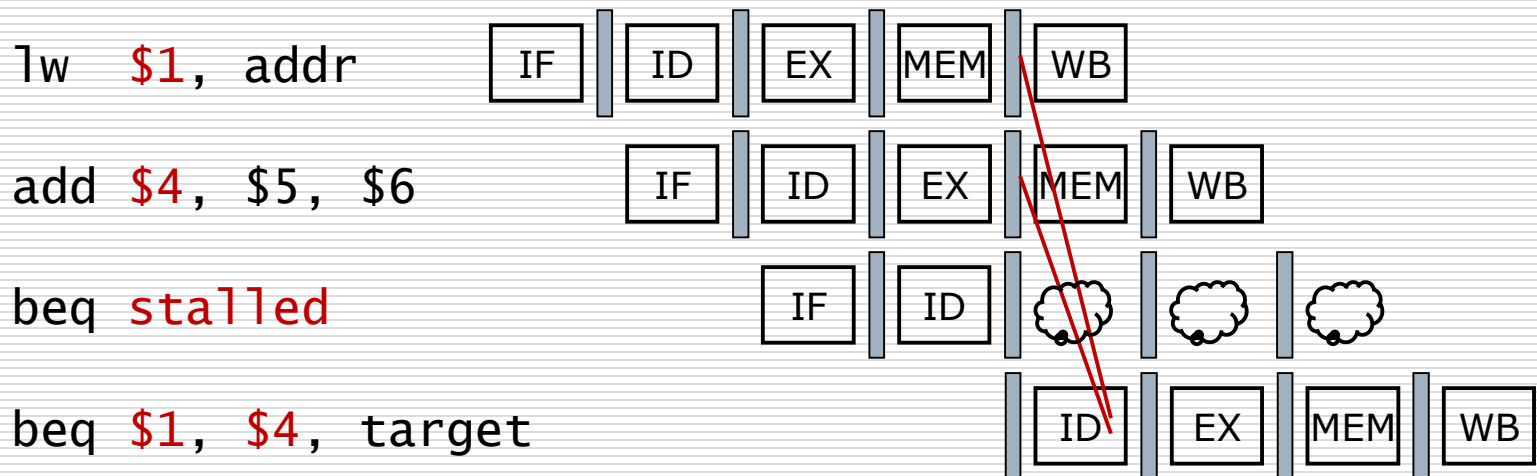 lw $1, addr IF ID EX MEM WB
add $4, $5, $6 IF ID EX MEM WB
beq stalled IF ID
beq $1, $4, target ID EX MEM WB